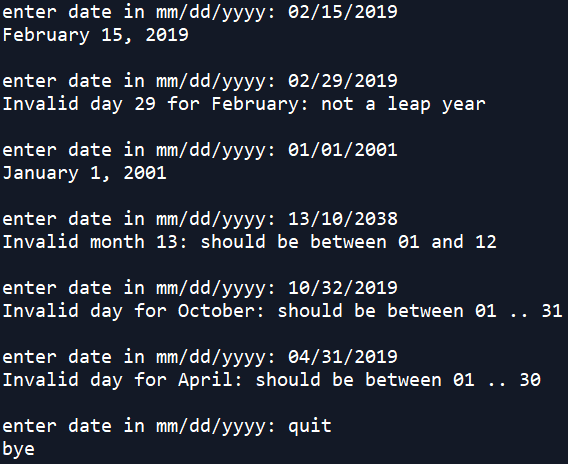 enter date in mm/dd/yyyy: 02/15/2019
February 15, 2019
enter date in mm/dd/yyyy: 02/29/2019
Invalid day 29 for February: not a leap year
enter date in mm/dd/yyyy: 01/01/2001
January 1, 2001
enter date in mm/dd/yyyy: 13/10/2038
Invalid month 13: should be between 01 and 12
enter date in mm/dd/yyyy: 10/32/2019
Invalid day for October: should be between 01 .. 31
enter date in mm/dd/yyyy: 04/31/2019
Invalid day for April: should be between 01 .. 30
enter date in mm/dd/yyyy: quit
bye